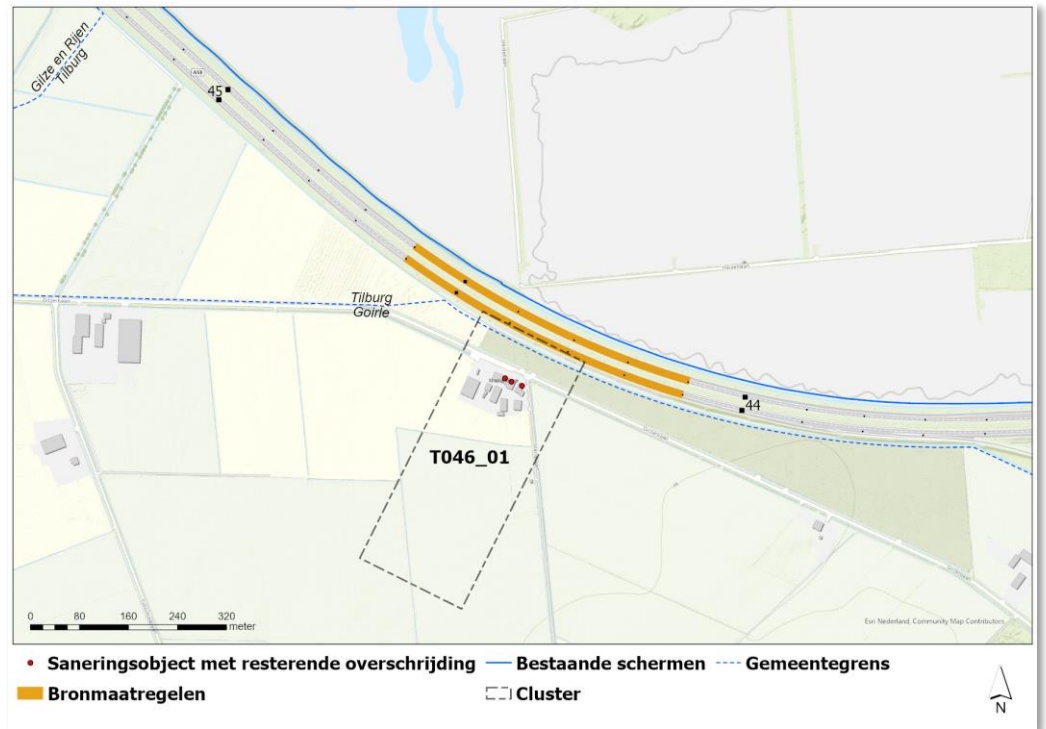 Gilze en Rijen
Tilburg
A58
45
Tilburg
Goirle
44
T046_01
0 80 160 240 320
meter
Esri Nederland, Community Map Contributors
Saneringsobject met resterende overschrijding
Bestaande schermen
Gemeentegrens
Bronmaatregelen
Cluster
N